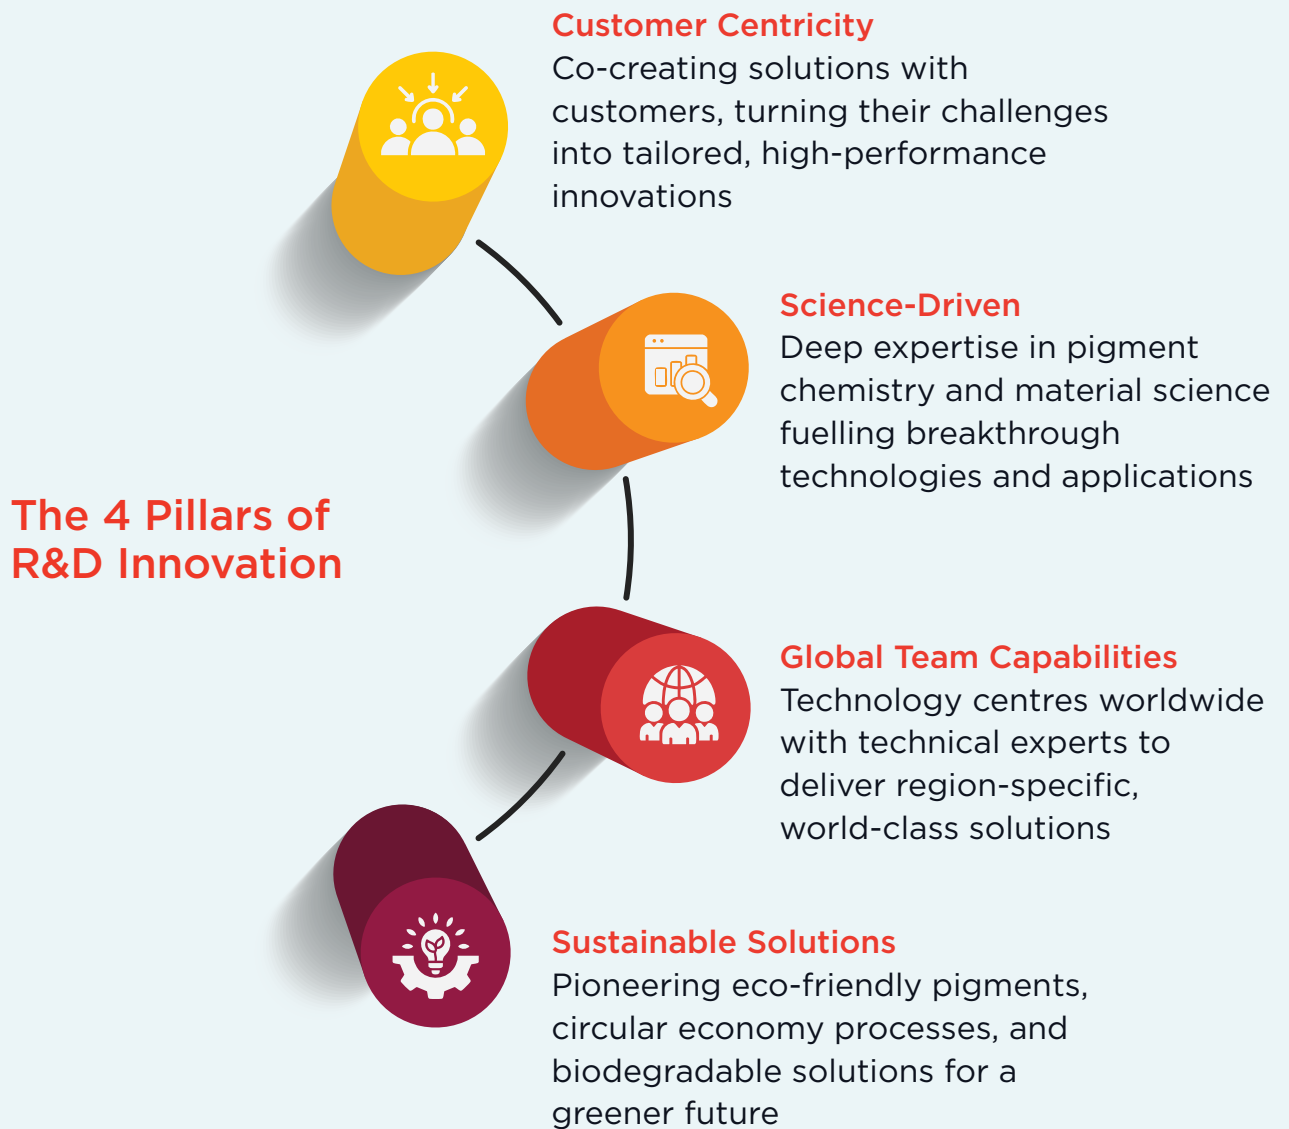 Customer Centricity
Co-creating solutions with
customers, turning their challenges
into tailored, high-performance
innovations
Science-Driven
Deep expertise in pigment
chemistry and material science
fuelling breakthrough
technologies and applications
The 4 Pillars of
R&D Innovation
Global Team Capabilities
Technology centres worldwide
with technical experts to
deliver region-specific,
world-class solutions
Sustainable Solutions
Pioneering eco-friendly pigments,
circular economy processes, and
biodegradable solutions for a
greener future